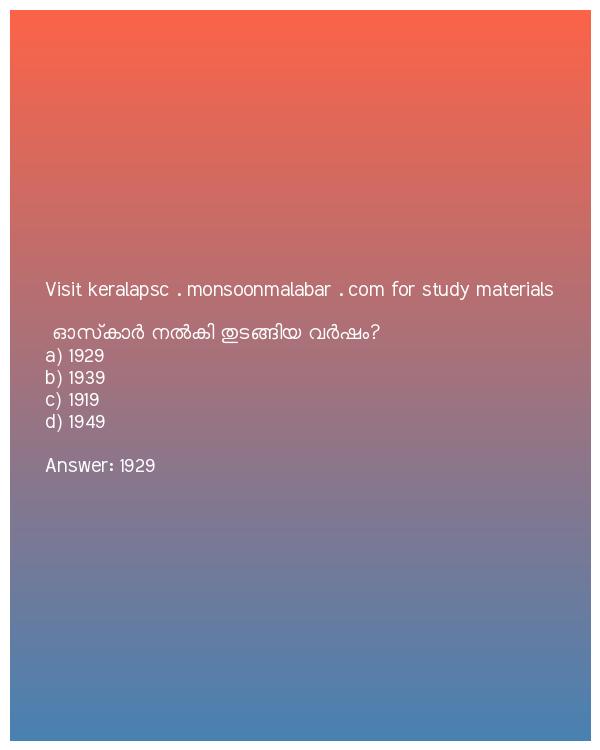 Visit keralapsc . monsoonmalabar . com for study materials
ഓസ്കാർ നൽകി തുടങ്ങിയ വർഷം?
a) 1929
b) 1939
c) 1919
d) 1949
Answer: 1929